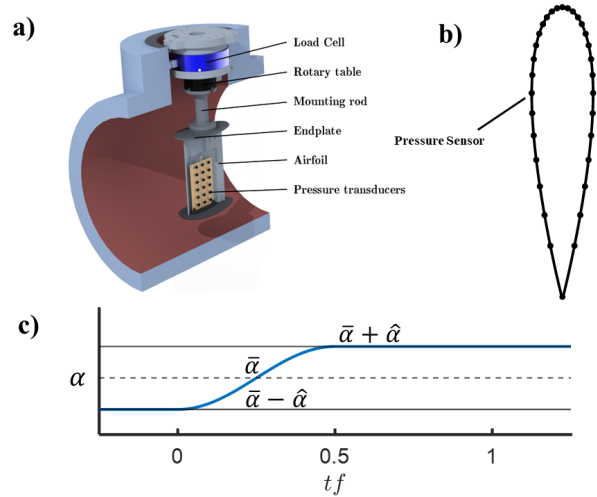 a)
Load Cell
Rotary table
Mounting rod
Endplate
Airfoil
Pressure transducers
b)
Pressure Sensor
c)
ᾱ + α̂
ᾱ
ᾱ − α̂
α
0
0.5
1
tf